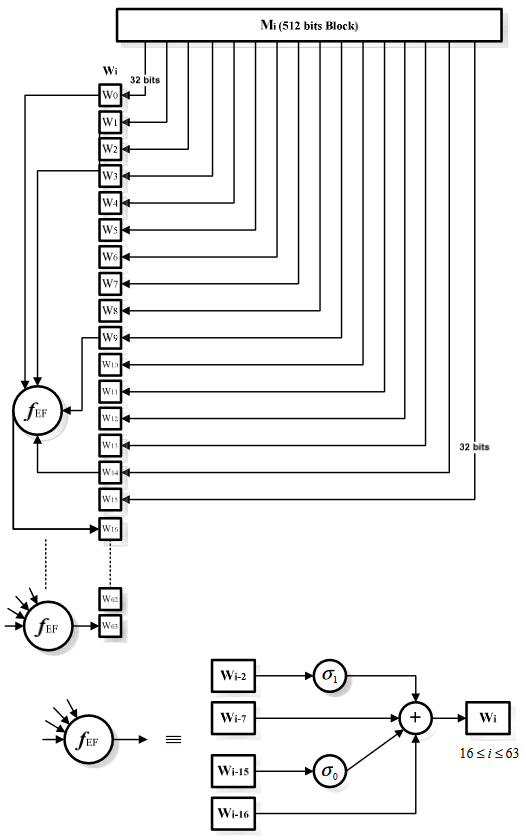 Mi (512 bits Block)
Wi
32 bits
W0
W1
W2
W3
W4
W5
W6
W7
W8
W9
W10
W11
W12
fEF
W13
32 bits
W14
W15
W16
W62
fEF
W63
Wi-2
σ1
Wi-7
+
Wi
fEF
≡
16 ≤ i ≤ 63
Wi-15
σ0
Wi-16